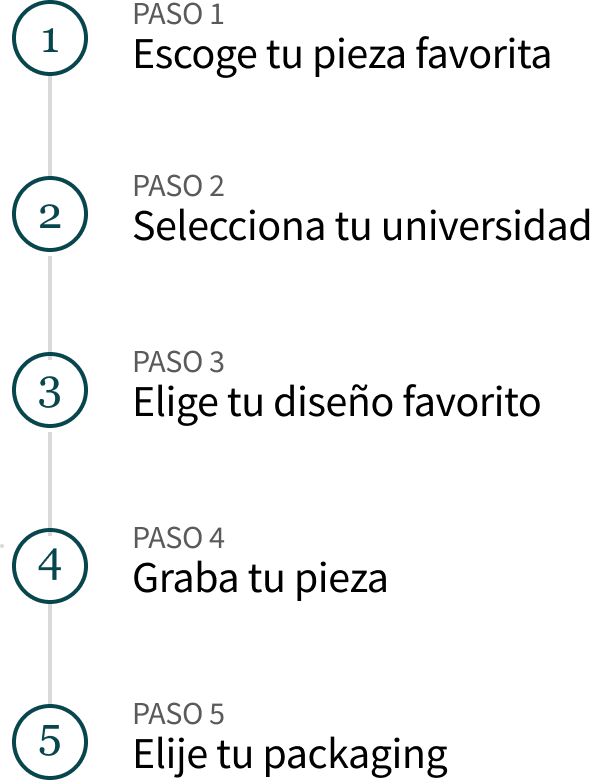 1
PASO 1
Escoge tu pieza favorita
2
PASO 2
Selecciona tu universidad
3
PASO 3
Elige tu diseño favorito
4
PASO 4
Graba tu pieza
5
PASO 5
Elije tu packaging